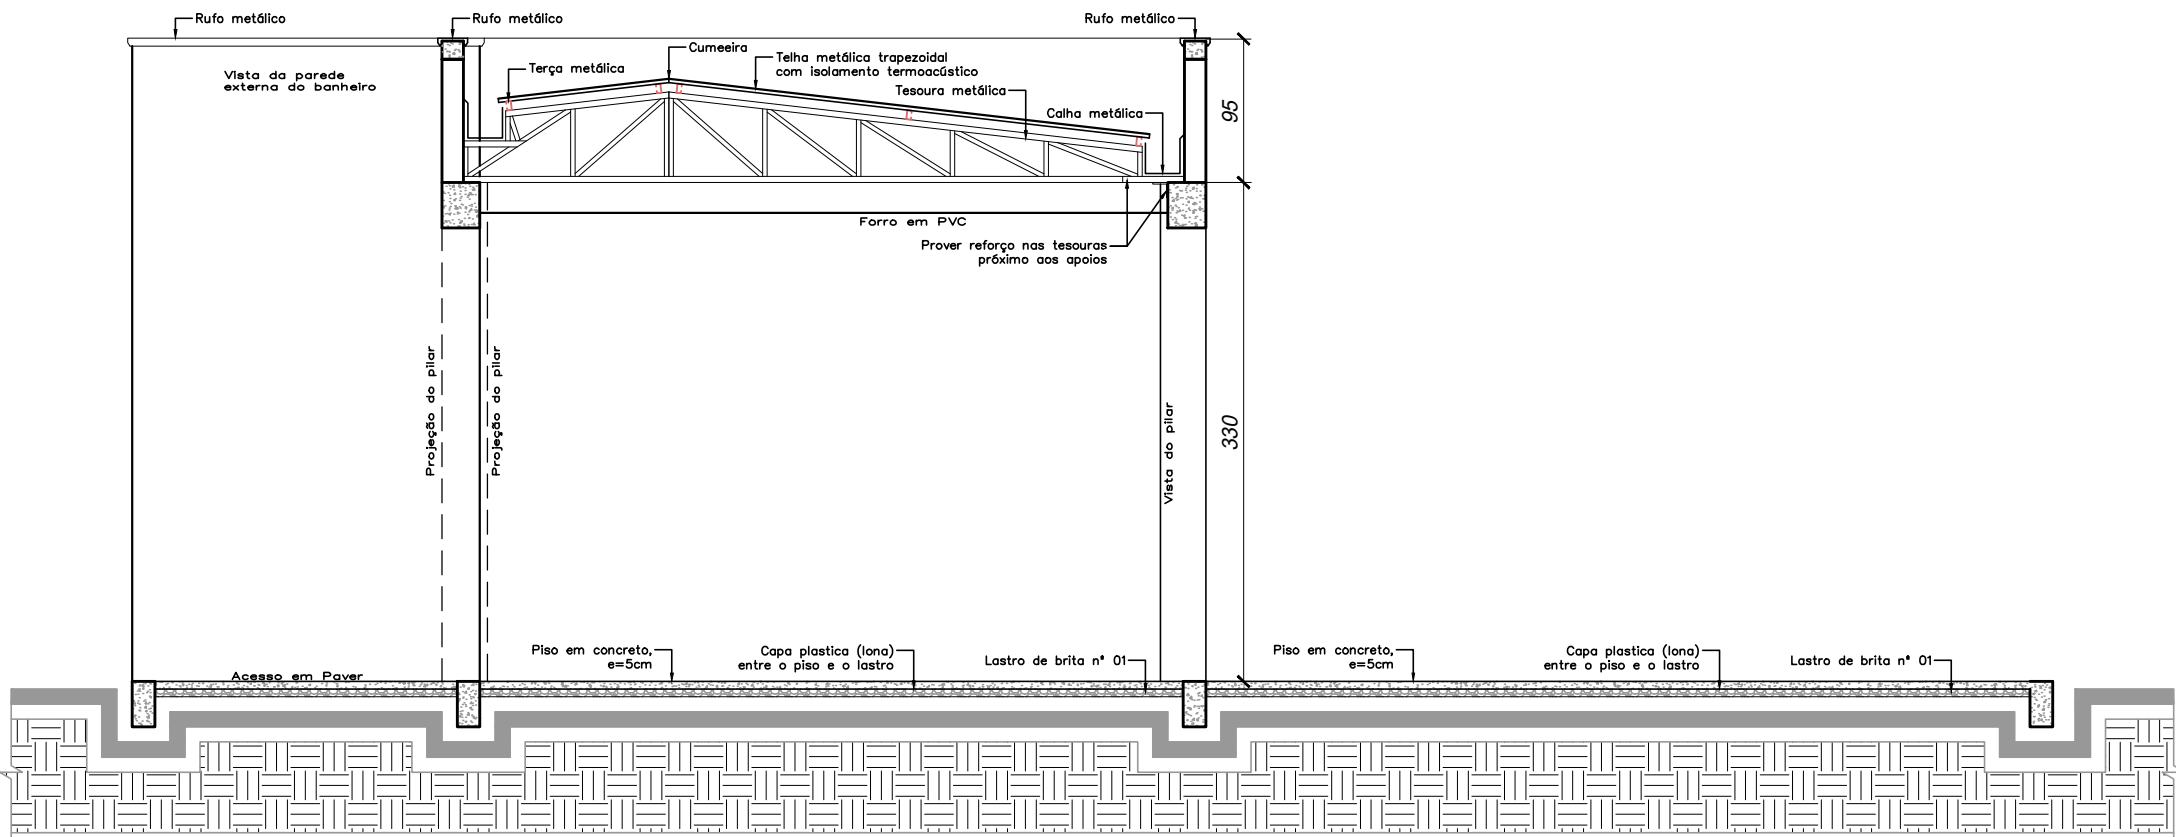 Rufo metálico
Rufo metálico
Rufo metálico
Cumeeira
Telha metálica trapezoidal
com isolamento termoacústico
Terça metálica
Vista da parede
externa do banheiro
Tesoura metálica
Calha metálica
95
Forro em PVC
Prover reforço nas tesouras
próximo aos apoios
Projeção do pilar
Projeção do pilar
Vista do pilar
330
Piso em concreto,
e=5cm
Capa plastica (lona)
entre o piso e o lastro
Lastro de brita n° 01
Piso em concreto,
e=5cm
Capa plastica (lona)
entre o piso e o lastro
Lastro de brita n° 01
Acesso em Paver